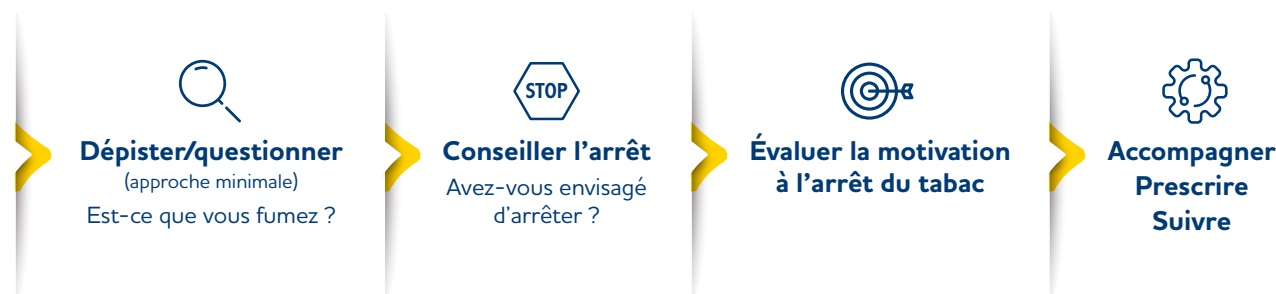 Dépister/questionner
(approche minimale)
Est-ce que vous fumez ?
STOP
Conseiller l’arrêt
Avez-vous envisagé
d’arrêter ?
Évaluer la motivation
à l’arrêt du tabac
Accompagner
Prescrire
Suivre